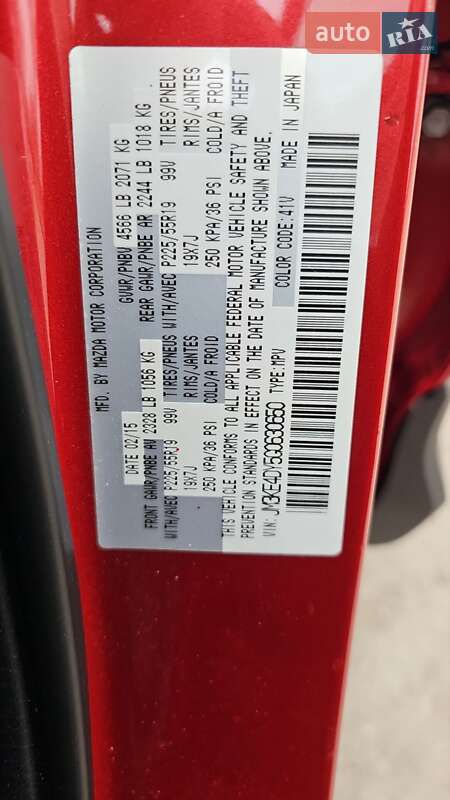 auto RIA.com
MFD. BY MAZDA MOTOR CORPORATION
DATE 02/15 GVWR/PNBV 4566 LB 2071 KG
FRONT GAWR/PNBE AV 2328 LB 1056 KG REAR GAWR/PNBE AR 2244 LB 1018 KG
WITH/AVEC P225/55R19 99V TIRES/PNEUS WITH/AVEC P225/55R19 99V TIRES/PNEUS
19X7J RIMS/JANTES 19X7J RIMS/JANTES
250 KPA/36 PSI COLD/A FROID 250 KPA/36 PSI COLD/A FROID
THIS VEHICLE CONFORMS TO ALL APPLICABLE FEDERAL MOTOR VEHICLE SAFETY AND THEFT
PREVENTION STANDARDS IN EFFECT ON THE DATE OF MANUFACTURE SHOWN ABOVE.
VIN: JM3KE4DY5G0630650 TYPE:MPV COLOR CODE:41V MADE IN JAPAN